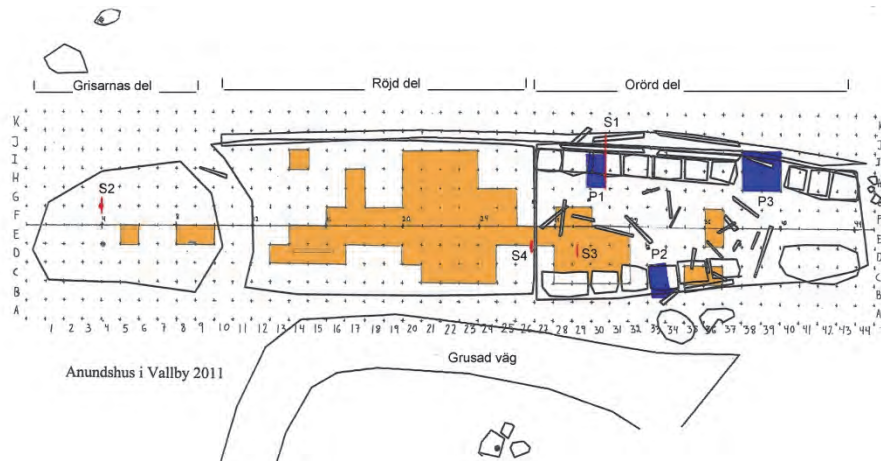 Grisarnas del
Röjd del
Orörd del
K
J
I
H
G
F
E
D
C
B
A
S1
S2
P1
P3
S4
S3
P2
K
J
I
H
G
F
E
D
C
B
A
1 2 3 4 5 6 7 8 9 10 11 12 13 14 15 16 17 18 19 20 21 22 23 24 25 26 27 28 29 30 31 32 33 34 35 36 37 38 39 40 41 42 43 44
Grusad väg
Anundshus i Vallby 2011